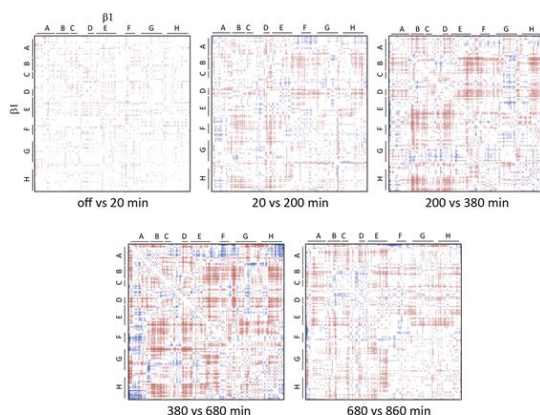 β1
A B C D E F G H
A B C D E F G H
A B C D E F G H
β1
A
B
C
D
E
F
G
H
A
B
C
D
E
F
G
H
A
B
C
D
E
F
G
H
off vs 20 min
20 vs 200 min
200 vs 380 min
A B C D E F G H
A B C D E F G H
A
B
C
D
E
F
G
H
A
B
C
D
E
F
G
H
380 vs 680 min
680 vs 860 min